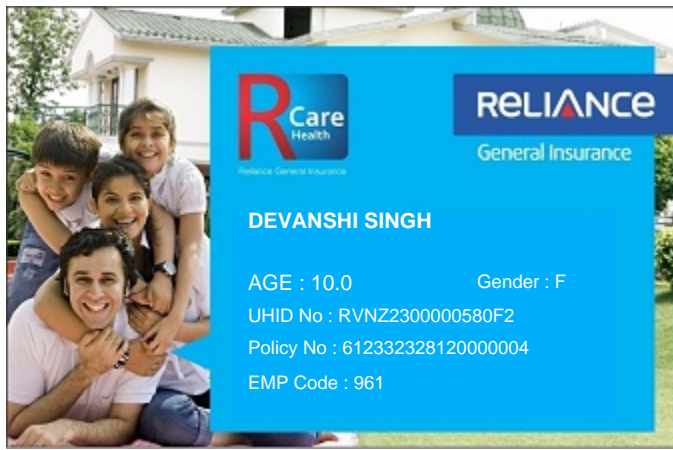 R Care
Health
Reliance General Insurance
RELIANCE
General Insurance
DEVANSHI SINGH
AGE : 10.0 Gender : F
UHID No : RVNZ2300000580F2
Policy No : 612332328120000004
EMP Code : 961